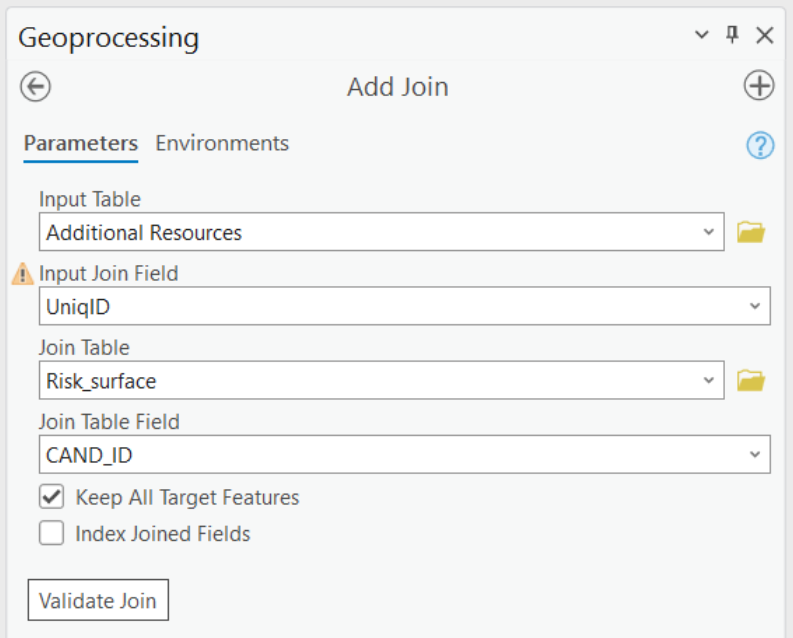 Geoprocessing
Add Join
Parameters Environments
Input Table
Additional Resources
Input Join Field
UniqID
Join Table
Risk_surface
Join Table Field
CAND_ID
Keep All Target Features
Index Joined Fields
Validate Join